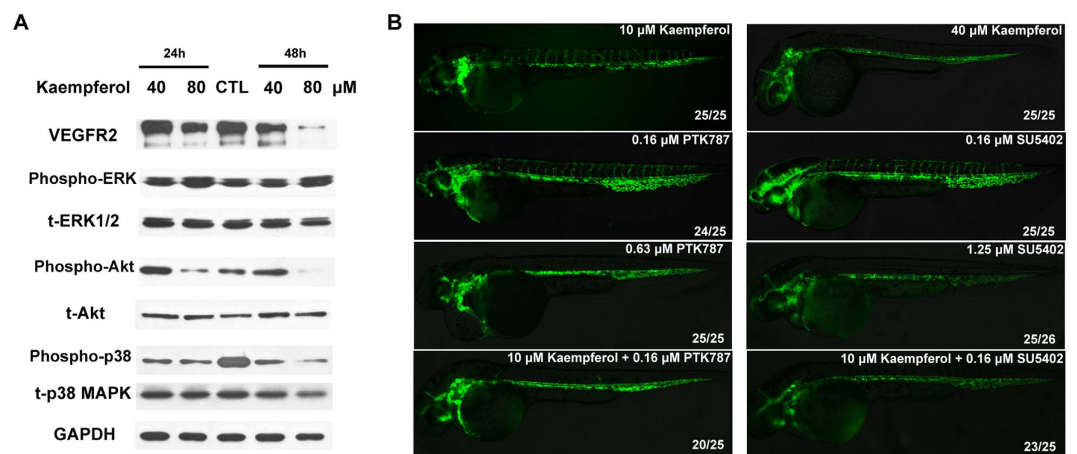 A
24h 48h
Kaempferol 40 80 CTL 40 80 µM
VEGFR2
Phospho-ERK
t-ERK1/2
Phospho-Akt
t-Akt
Phospho-p38
t-p38 MAPK
GAPDH
B
10 µM Kaempferol
25/25
40 µM Kaempferol
25/25
0.16 µM PTK787
24/25
0.16 µM SU5402
25/25
0.63 µM PTK787
25/25
1.25 µM SU5402
25/26
10 µM Kaempferol + 0.16 µM PTK787
20/25
10 µM Kaempferol + 0.16 µM SU5402
23/25